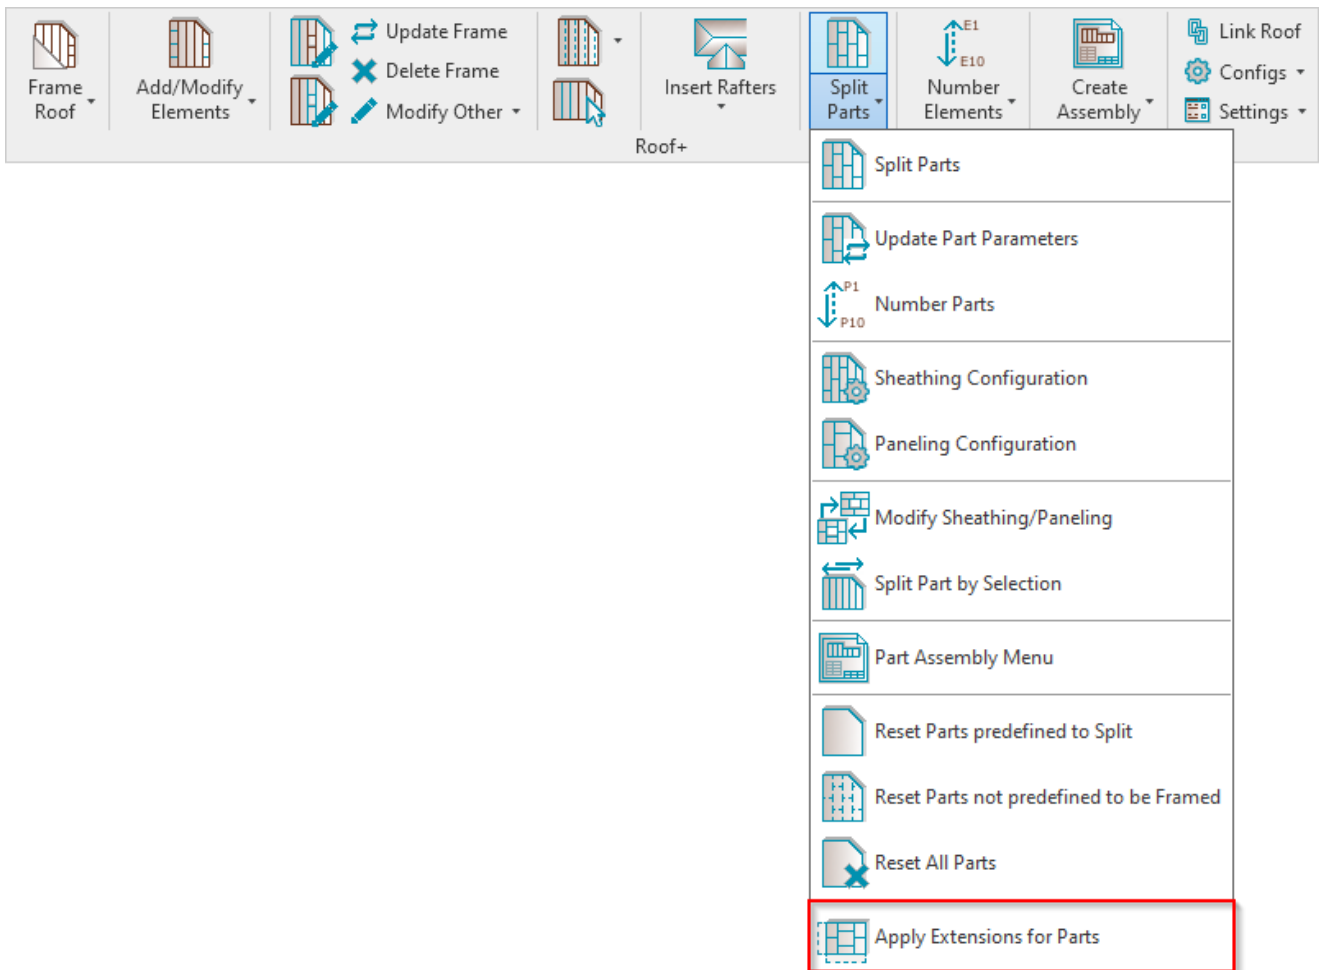 Frame
Roof
Add/Modify
Elements
Update Frame
Delete Frame
Modify Other
Insert Rafters
Split
Parts
E1
E10
Number
Elements
Create
Assembly
Link Roof
Configs
Settings
Roof+
Split Parts
Update Part Parameters
P1
P10
Number Parts
Sheathing Configuration
Paneling Configuration
Modify Sheathing/Paneling
Split Part by Selection
Part Assembly Menu
Reset Parts predefined to Split
Reset Parts not predefined to be Framed
Reset All Parts
Apply Extensions for Parts